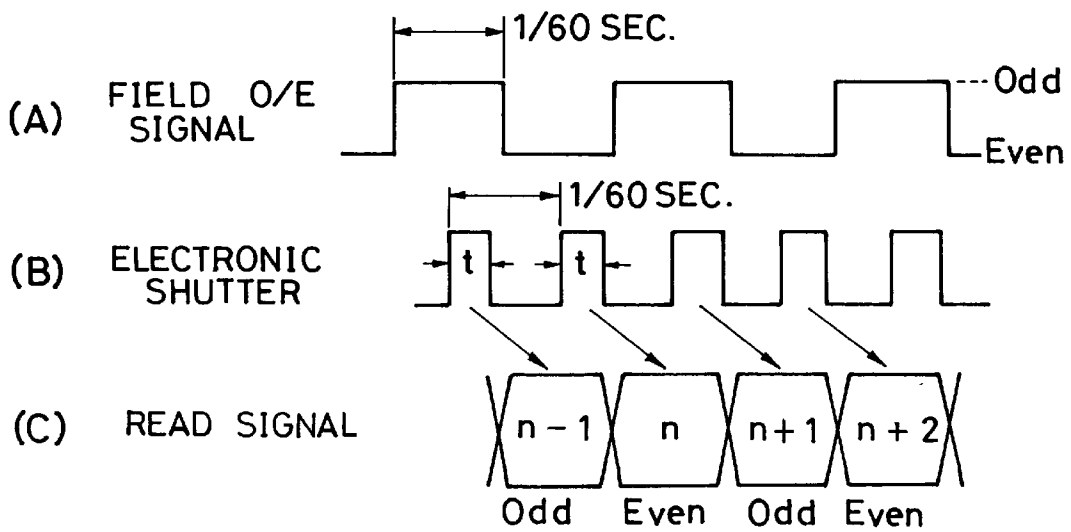 1/60 SEC.
(A) FIELD O/E
SIGNAL
---Odd
Even
1/60 SEC.
(B) ELECTRONIC
SHUTTER
t t
(C) READ SIGNAL
n-1 n n+1 n+2
Odd Even Odd Even